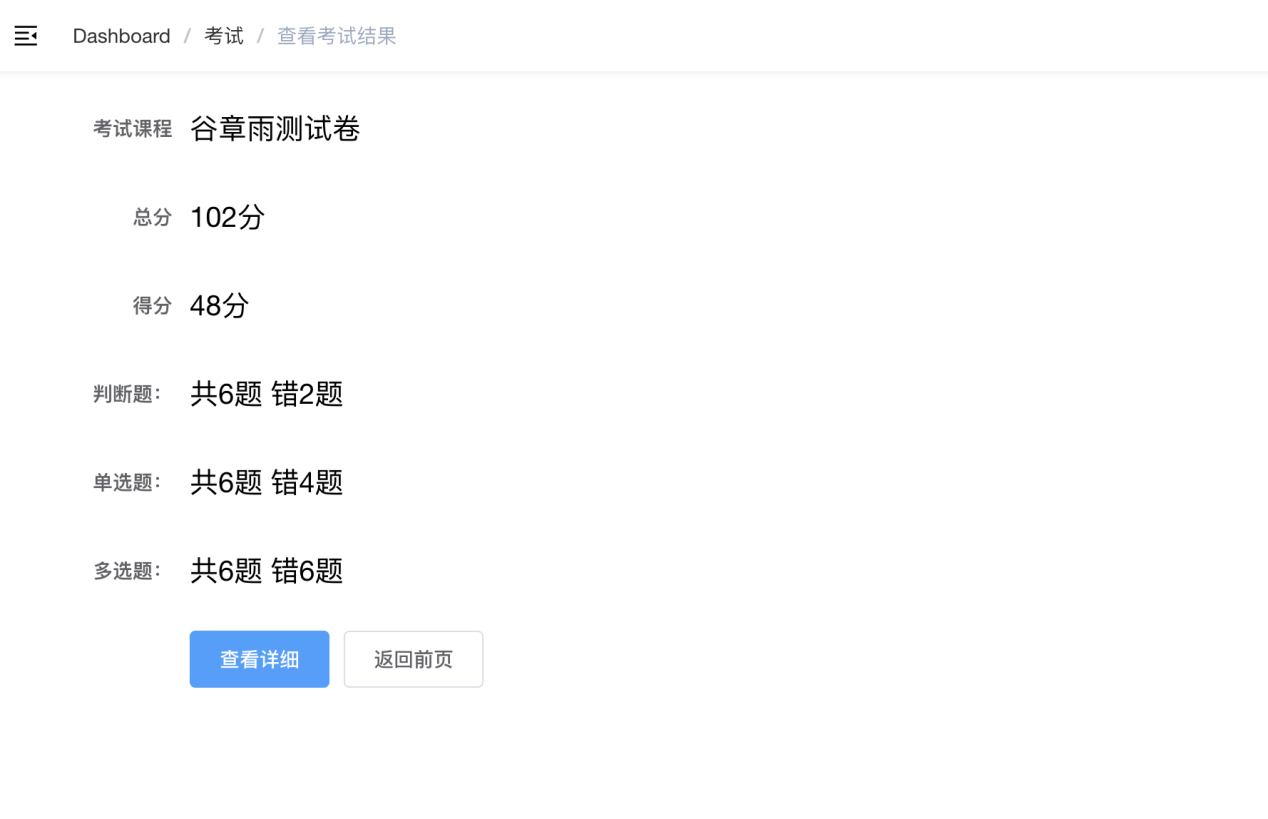 Dashboard / 考试 / 查看考试结果
考试课程 谷章雨测试卷
总分 102分
得分 48分
判断题： 共6题 错2题
单选题： 共6题 错4题
多选题： 共6题 错6题
查看详细 返回前页